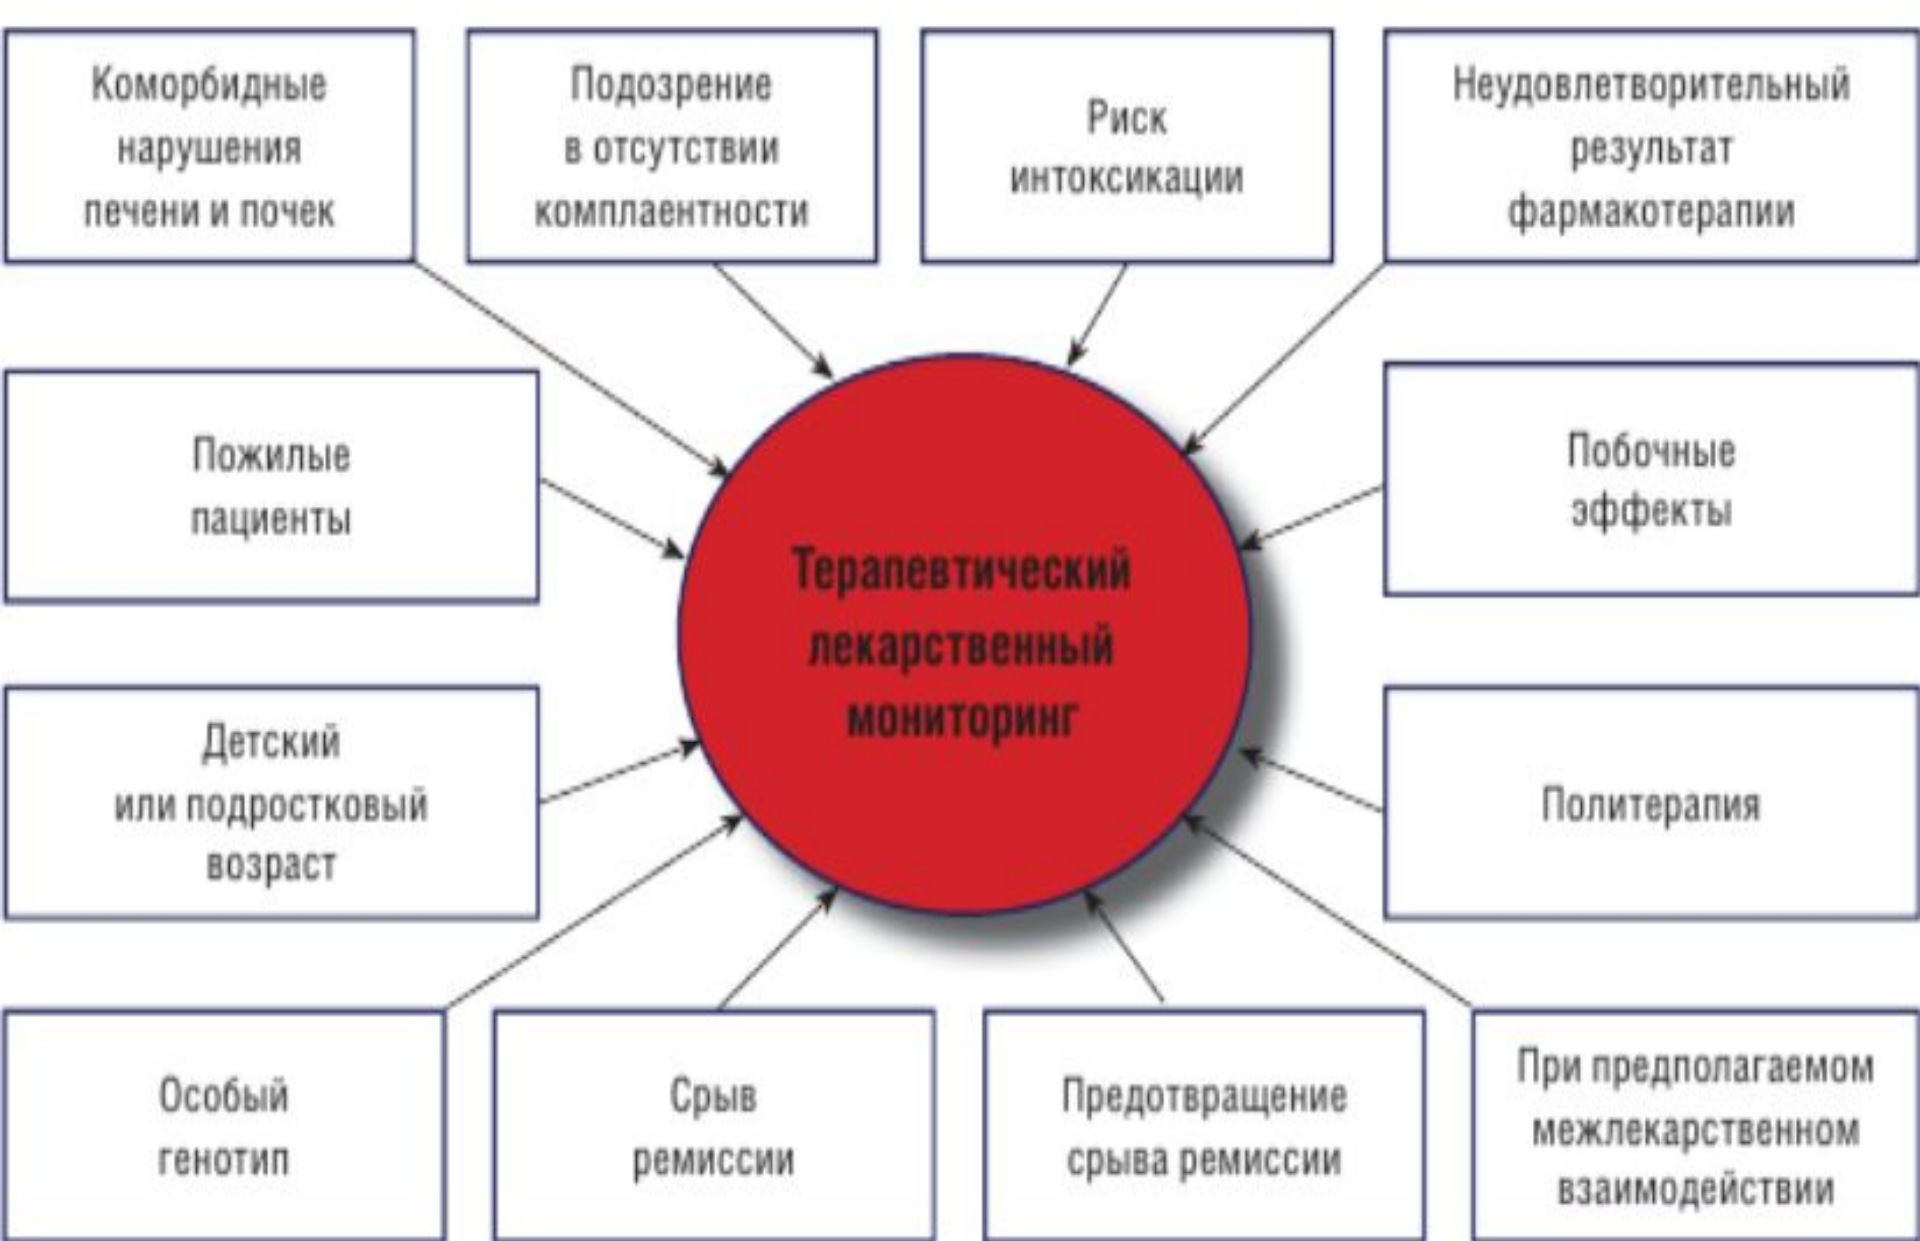 Коморбидные
нарушения
печени и почек
Подозрение
в отсутствии
комплаентности
Риск
интоксикации
Неудовлетворительный
результат
фармакотерапии
Пожилые
пациенты
Побочные
эффекты
Терапевтический
лекарственный
мониторинг
Детский
или подростковый
возраст
Политерапия
Особый
генотип
Срыв
ремиссии
Предотвращение
срыва ремиссии
При предполагаемом
межлекарственном
взаимодействии